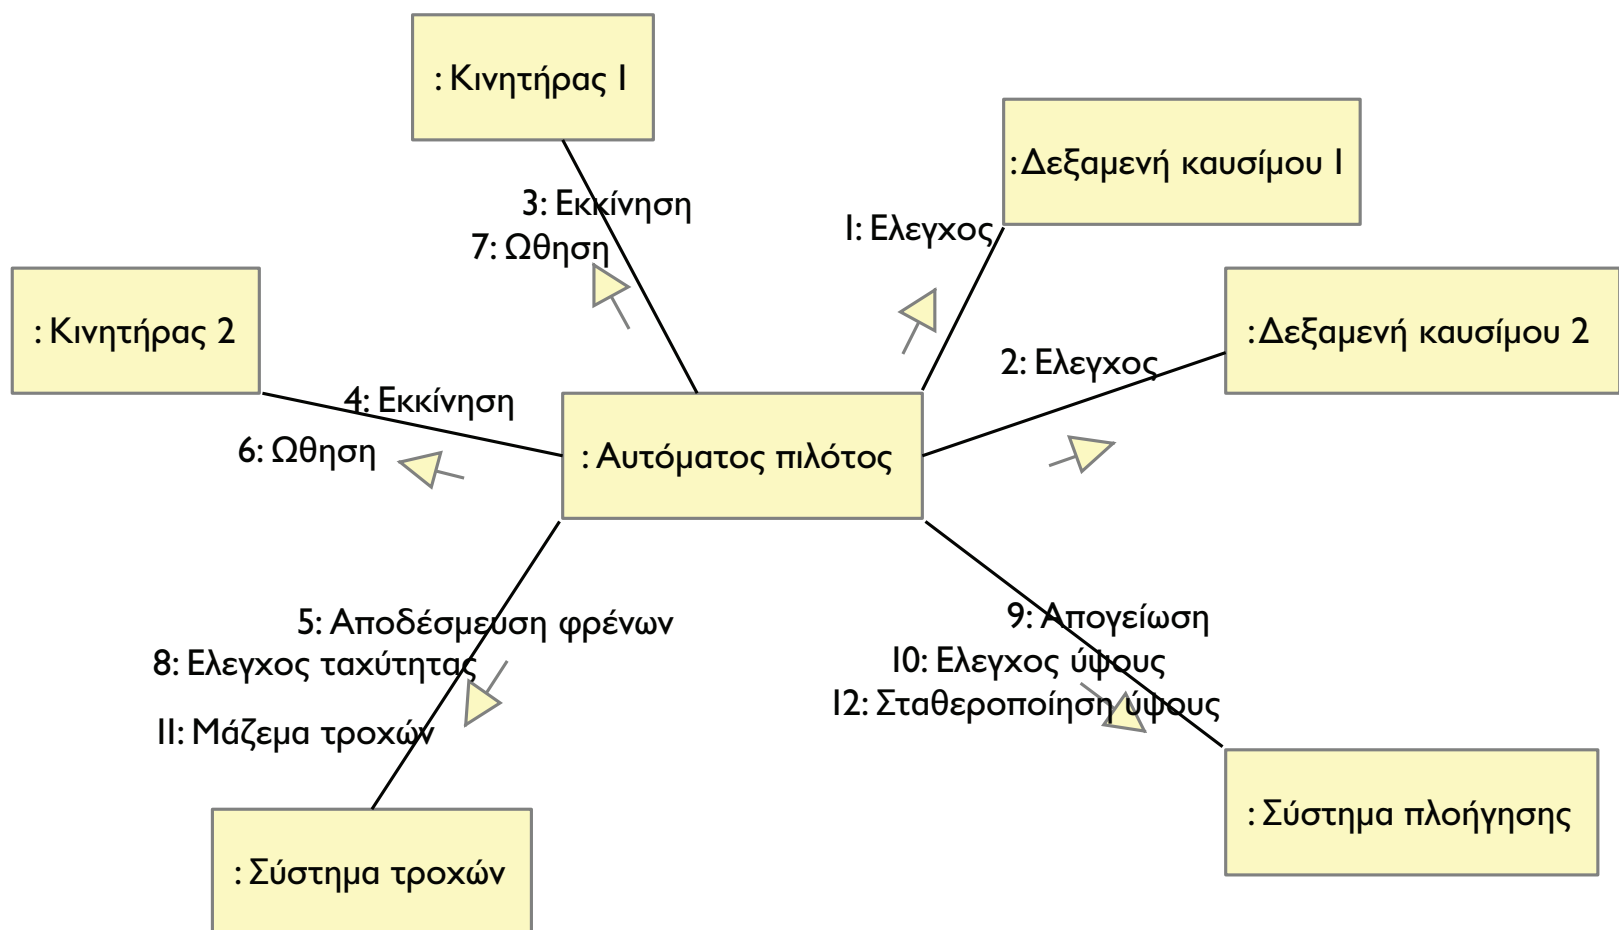 : Κινητήρας 1
: Δεξαμενή καυσίμου 1
3: Εκκίνηση
7: Ωθηση
1: Ελεγχος
: Κινητήρας 2
: Δεξαμενή καυσίμου 2
2: Ελεγχος
4: Εκκίνηση
6: Ωθηση
: Αυτόματος πιλότος
5: Αποδέσμευση φρένων
8: Ελεγχος ταχύτητας
11: Μάζεμα τροχών
9: Απογείωση
10: Ελεγχος ύψους
12: Σταθεροποίηση ύψους
: Σύστημα πλοήγησης
: Σύστημα τροχών